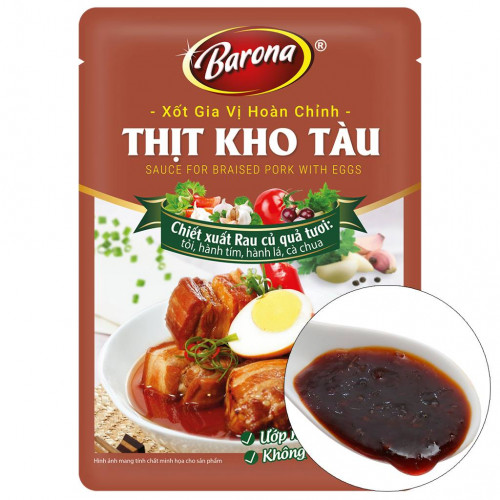 Barona®
- Xốt Gia Vị Hoàn Chỉnh -
THỊT KHO TÀU
SAUCE FOR BRAISED PORK WITH EGGS
Chiết xuất Rau củ quả tươi:
tỏi, hành tím, hành lá, cà chua
Ướp
Không
Hình ảnh mang tính chất minh họa cho sản phẩm